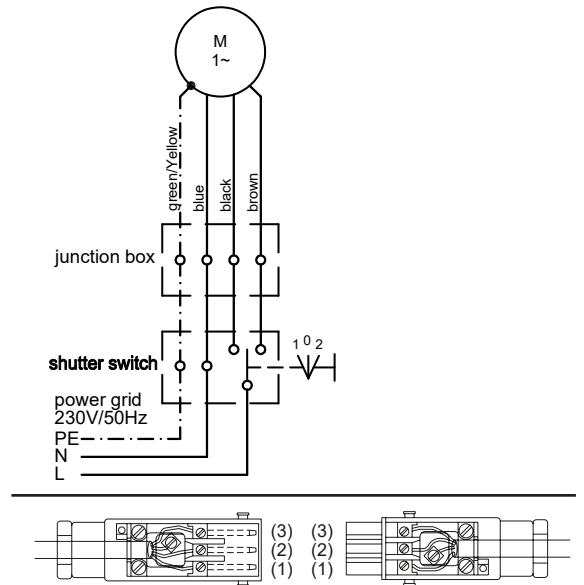 M
1~
green/Yellow
blue
black
brown
junction box
1 0 2
shutter switch
power grid
230V/50Hz
PE
N
L
(3) (3)
(2) (2)
(1) (1)